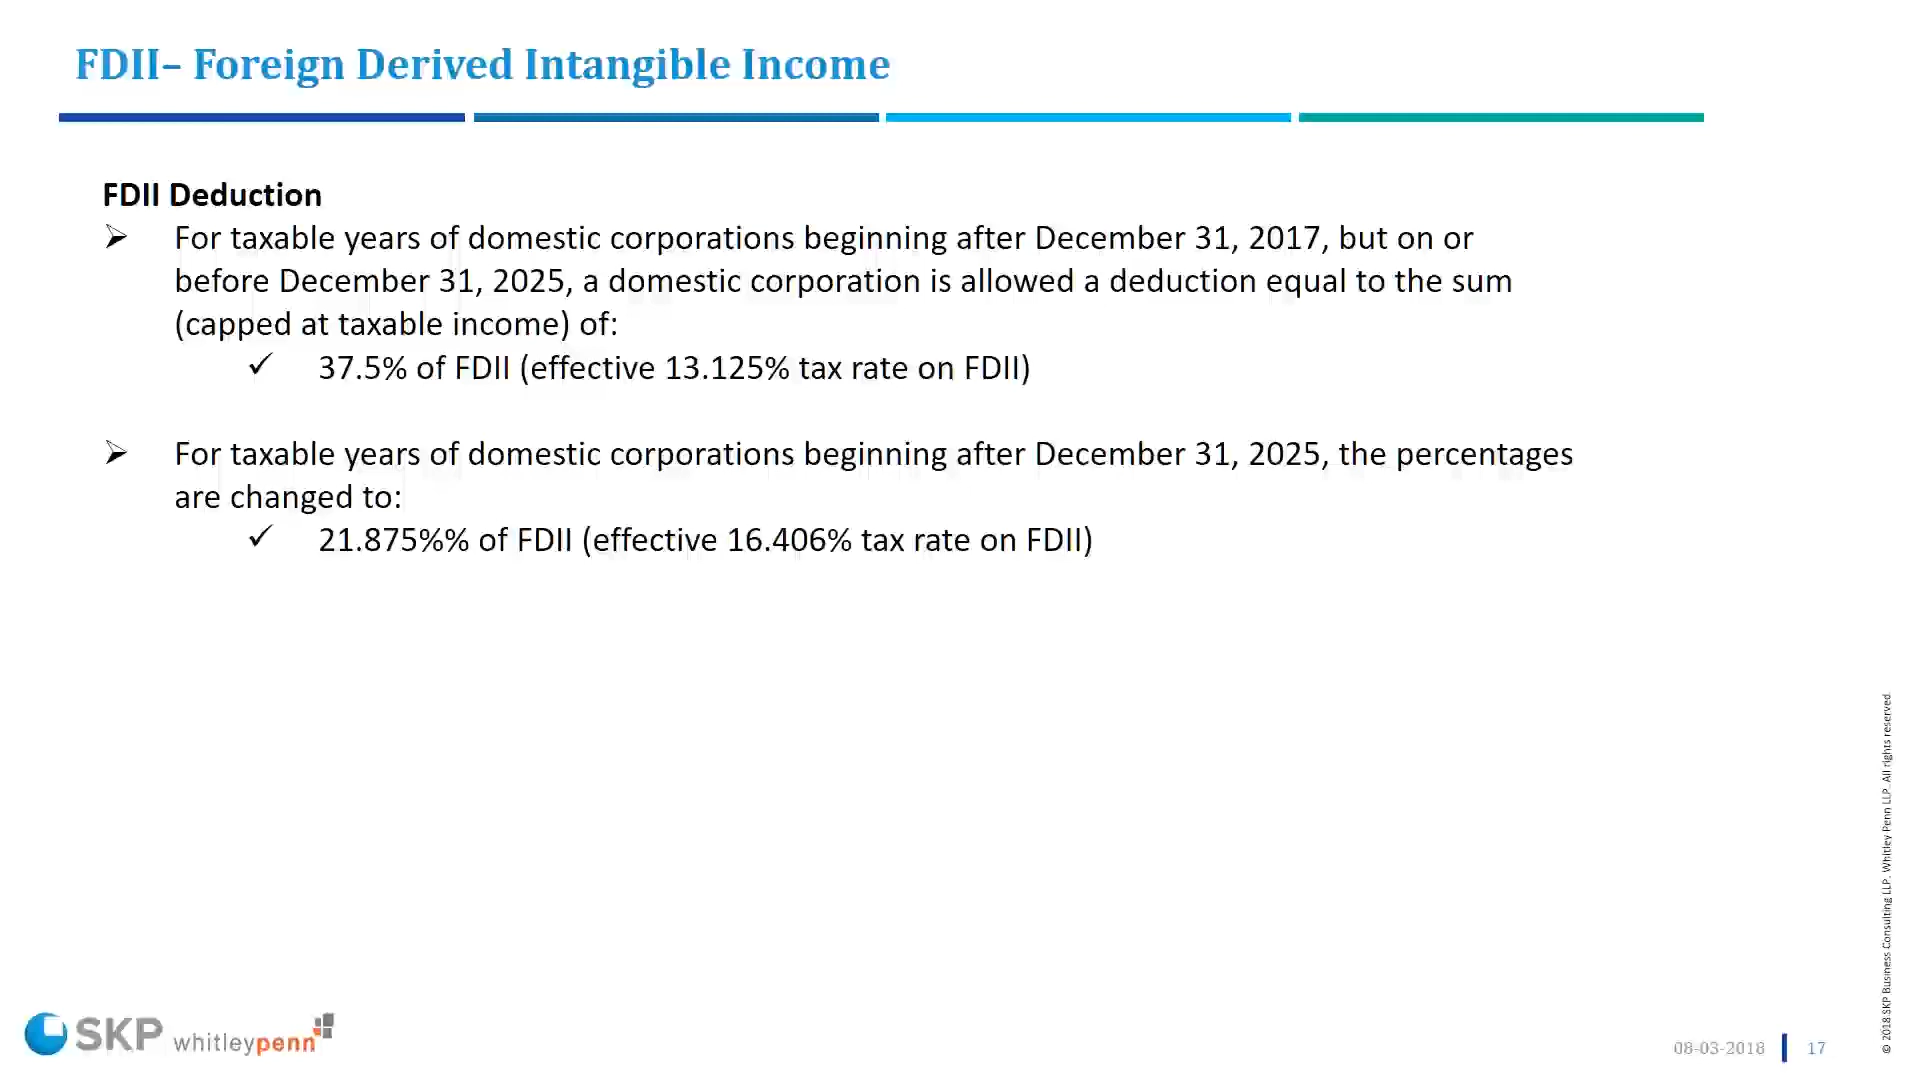 FDII– Foreign Derived Intangible Income
FDII Deduction
➢ For taxable years of domestic corporations beginning after December 31, 2017, but on or
before December 31, 2025, a domestic corporation is allowed a deduction equal to the sum
(capped at taxable income) of:
✓ 37.5% of FDII (effective 13.125% tax rate on FDII)
➢ For taxable years of domestic corporations beginning after December 31, 2025, the percentages
are changed to:
✓ 21.875%% of FDII (effective 16.406% tax rate on FDII)
© 2018 SKP Business Consulting LLP. Whitley Penn LLP. All rights reserved.
SKP whitleypenn
08-03-2018 17